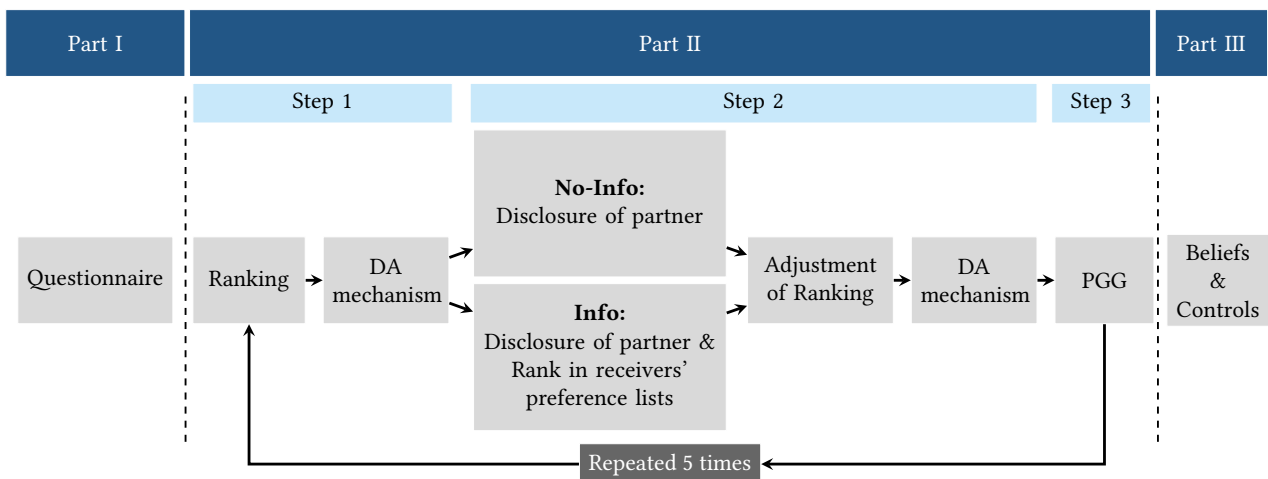 Part I
Part II
Part III
Step 1
Step 2
Step 3
Questionnaire
Ranking
DA
mechanism
No-Info:
Disclosure of partner
Info:
Disclosure of partner &
Rank in receivers’
preference lists
Adjustment
of Ranking
DA
mechanism
PGG
Beliefs
&
Controls
Repeated 5 times